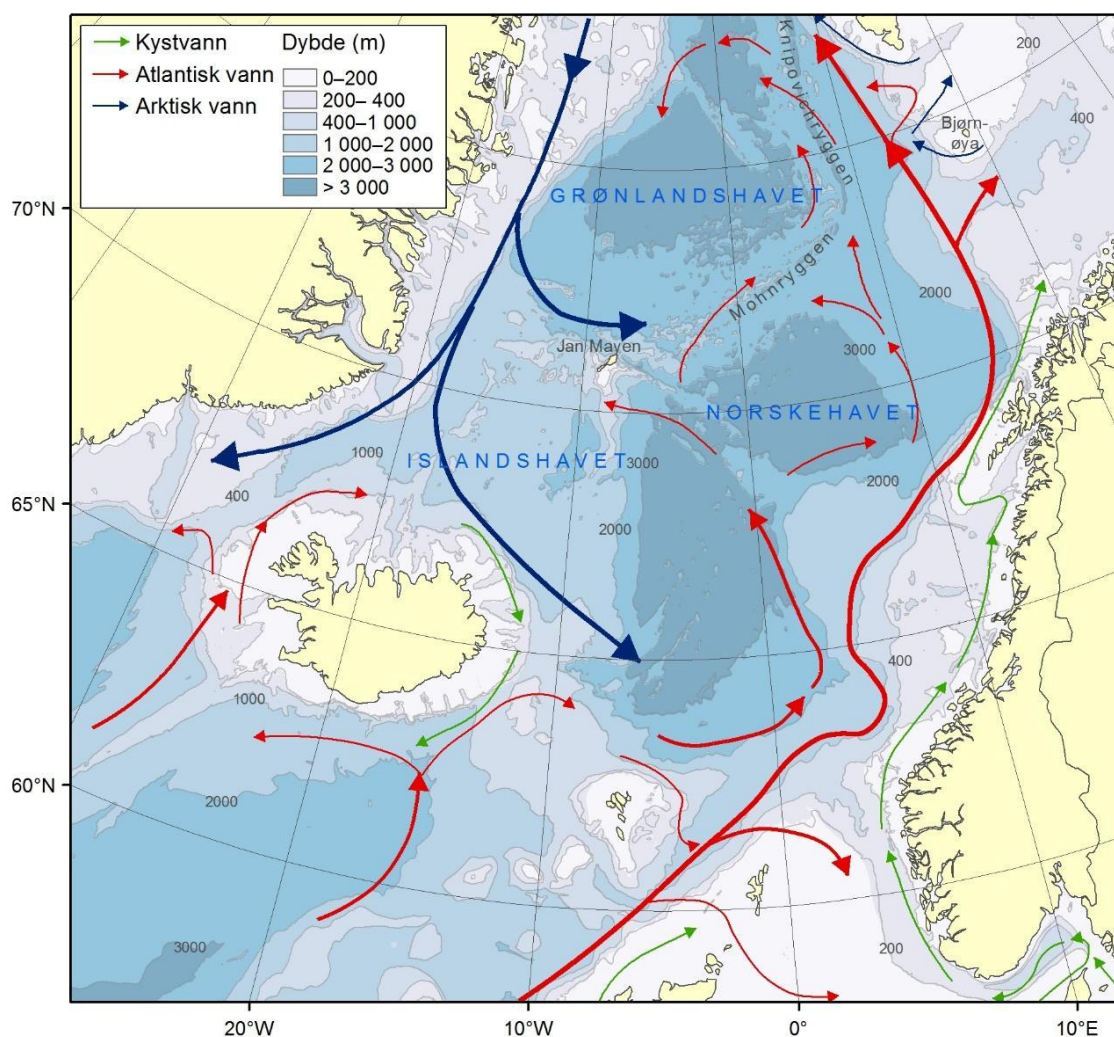 Kystvann
Atlantisk vann
Arktisk vann
Dybde (m)
0–200
200– 400
400–1 000
1 000–2 000
2 000–3 000
> 3 000
Knipovichryggen
200
Bjørn-
øya
400
70°N
GRØNLANDSHAVET
Mohnryggen
2000
Jan Mayen
3000
NORSKEHAVET
1000
ISLANDSHAVET
3000
2000
400
65°N
2000
400
1000
60°N
2000
3000
200
20°W
10°W
0°
10°E